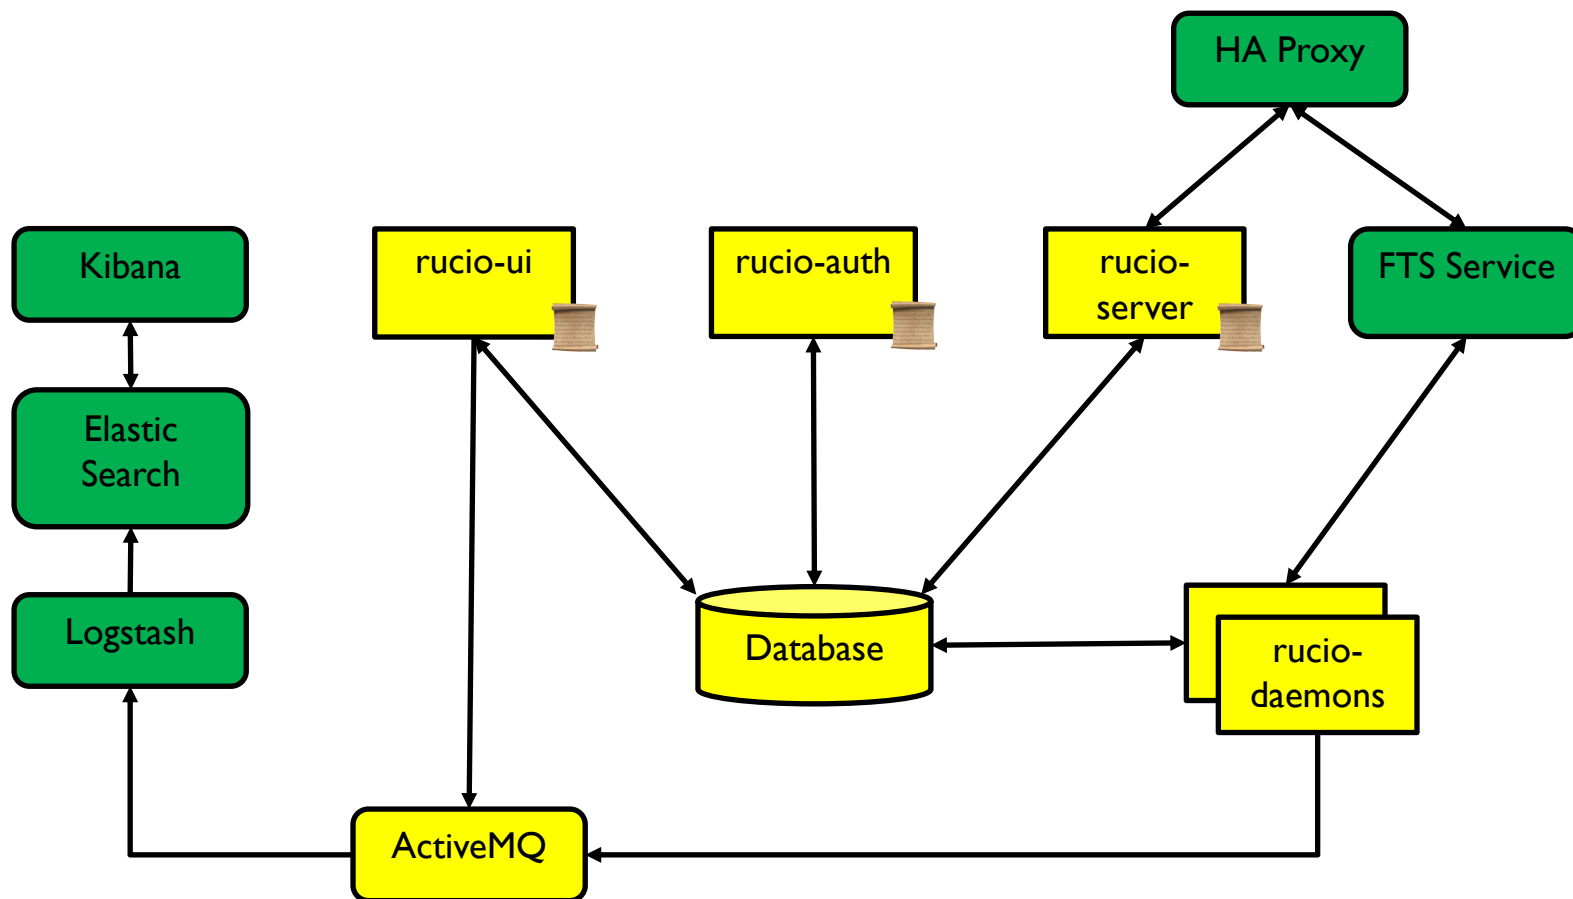 HA Proxy
Kibana
rucio-ui
rucio-auth
rucio-
server
FTS Service
Elastic
Search
Logstash
Database
rucio-
daemons
ActiveMQ